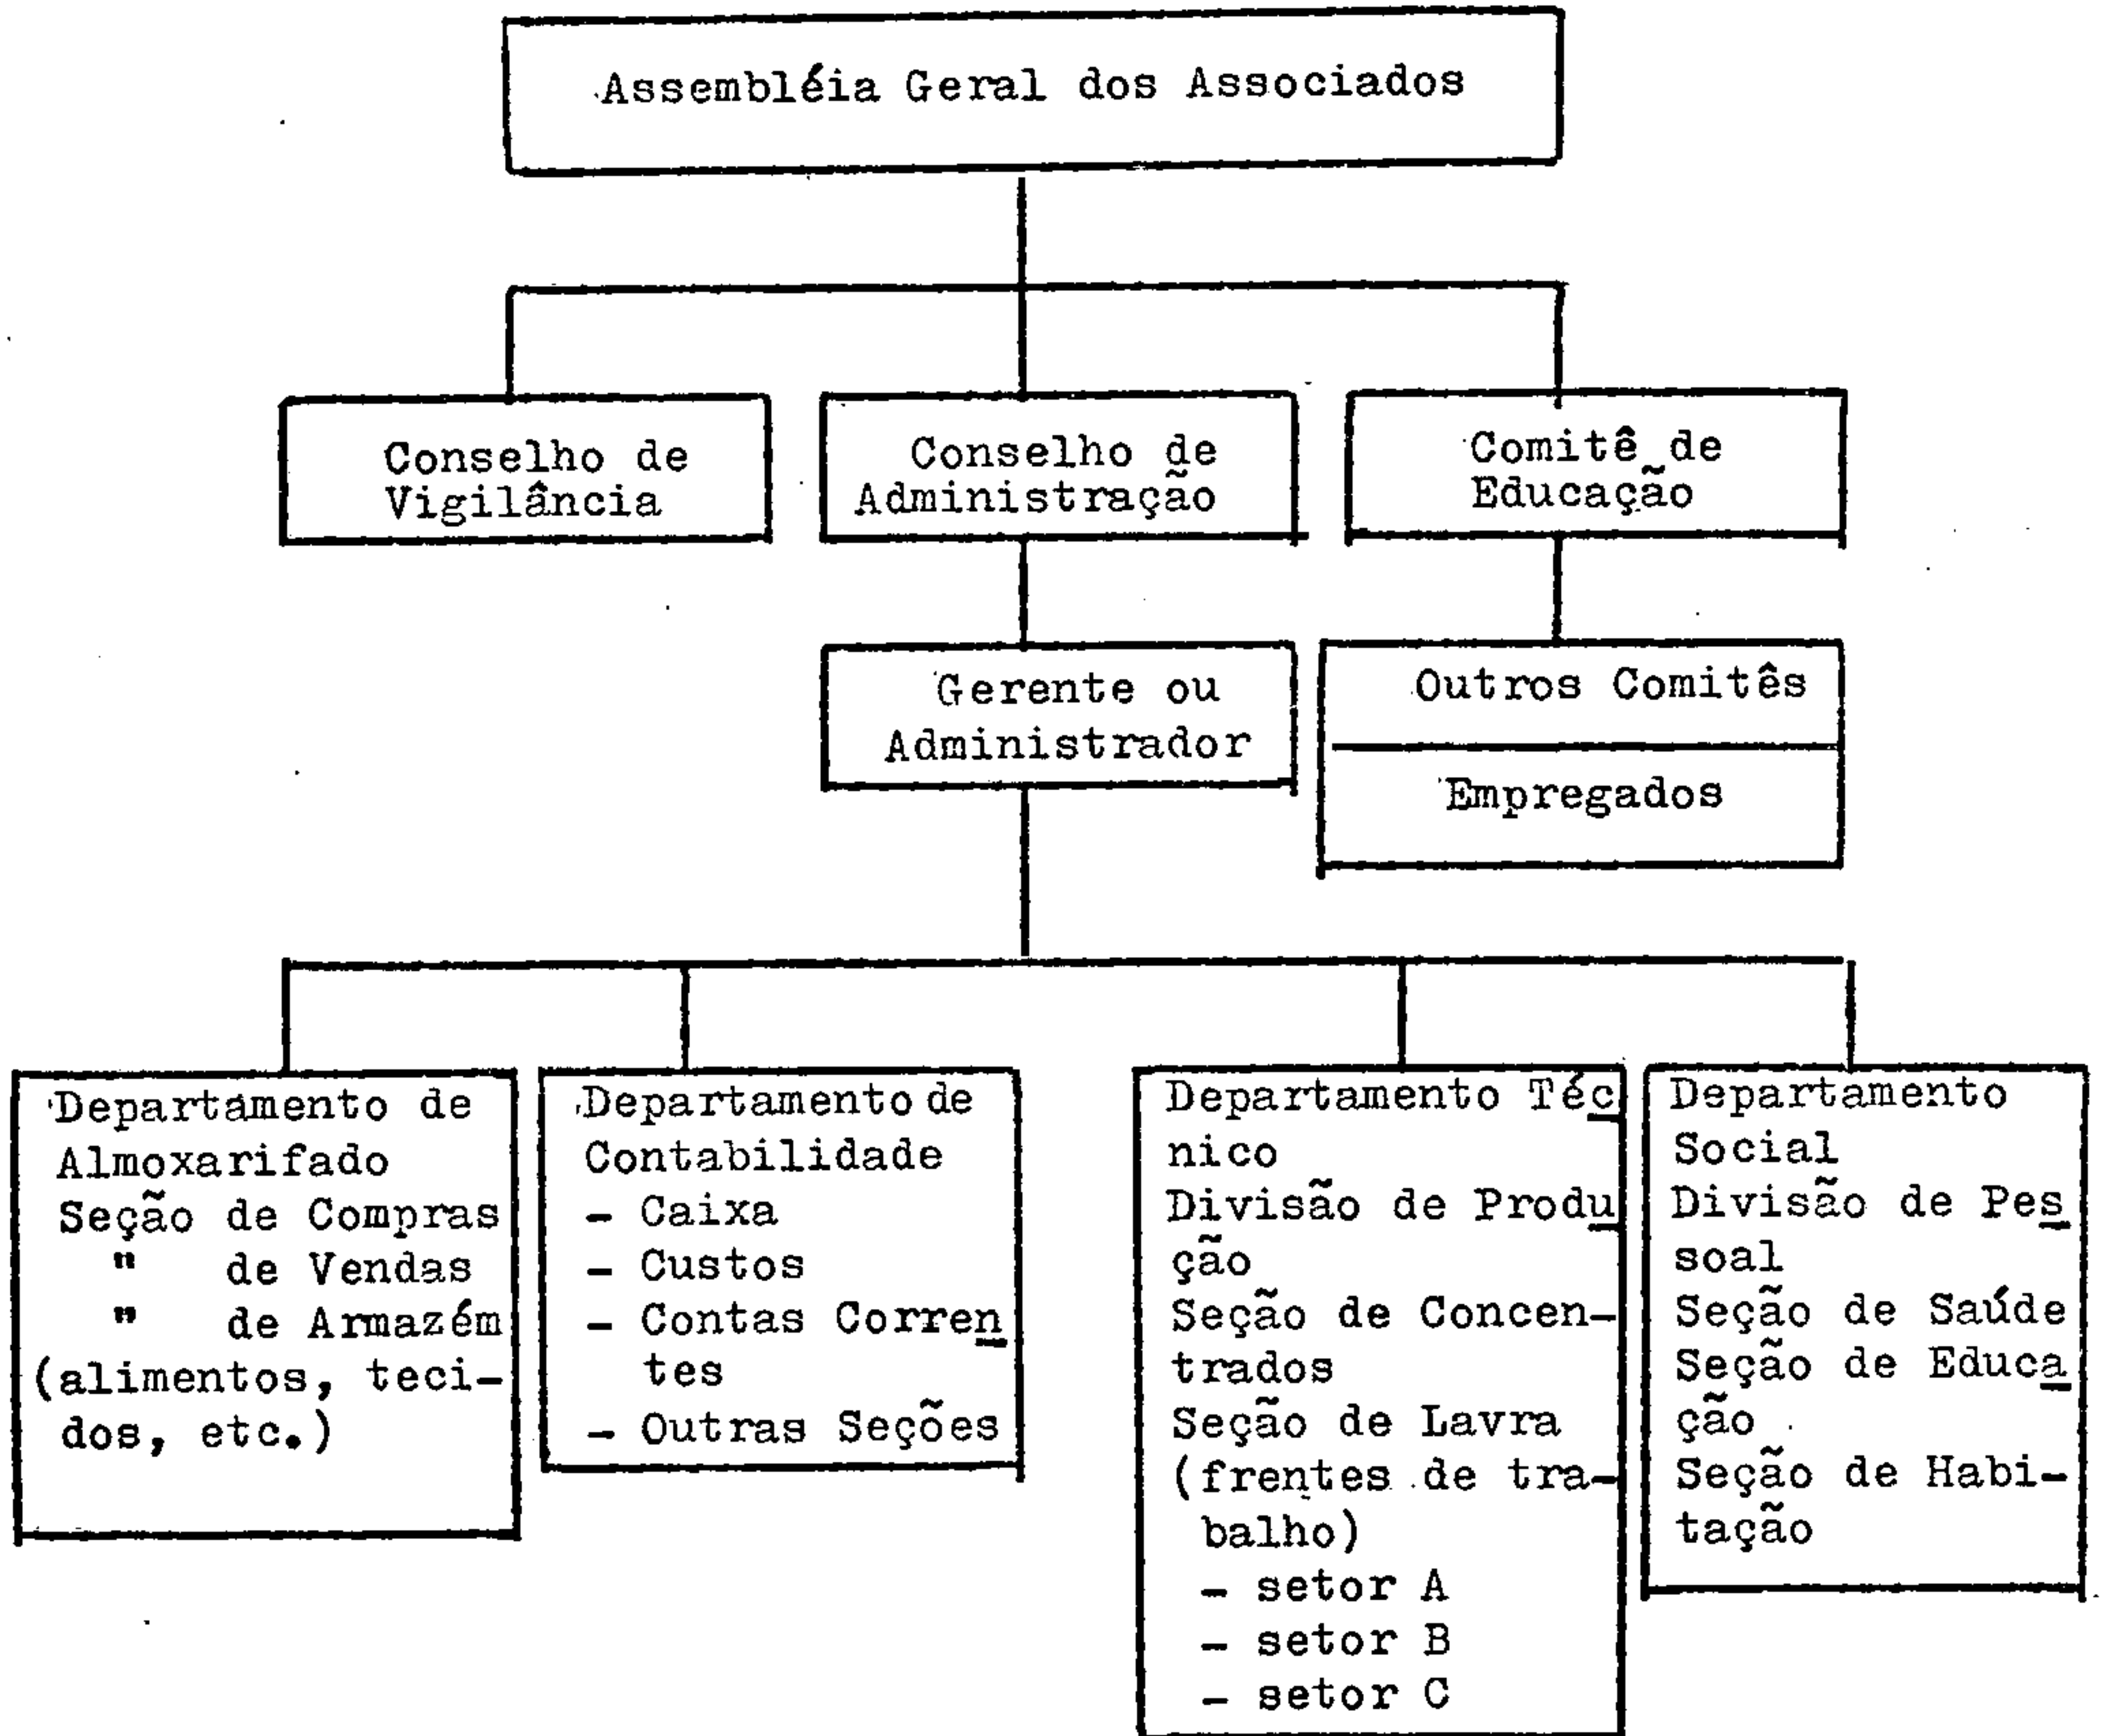 Assembléia Geral dos Associados
Conselho de
Vigilância
Conselho de
Administração
Comitê de
Educação
Gerente ou
Administrador
Outros Comitês
Empregados
Departamento de
Almoxarifado
Seção de Compras
" de Vendas
" de Armazém
(alimentos, teci-
dos, etc.)
Departamento de
Contabilidade
- Caixa
- Custos
- Contas Corren
tes
- Outras Seções
Departamento Téc
nico
Divisão de Produ
ção
Seção de Concen-
trados
Seção de Lavra
(frentes de tra-
balho)
- setor A
- setor B
- setor C
Departamento
Social
Divisão de Pes
soal
Seção de Saúde
Seção de Educa
ção
Seção de Habi-
tação